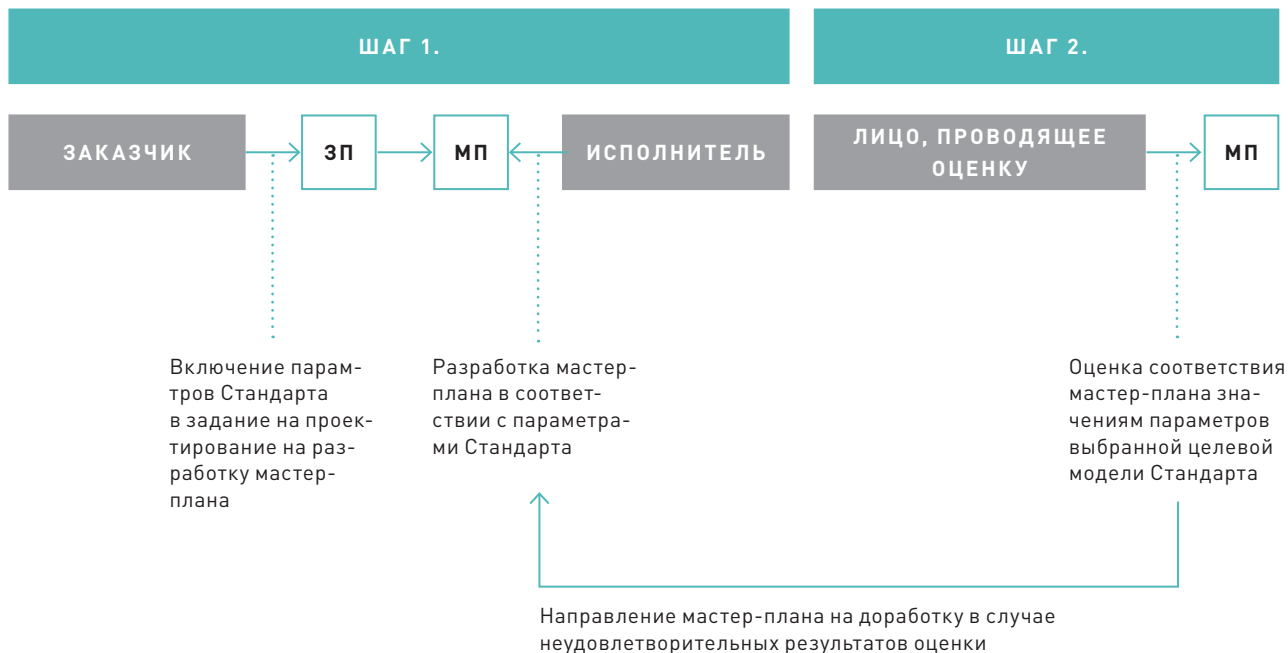 ШАГ 1.
ШАГ 2.
ЗАКАЗЧИК
ЗП
МП
ИСПОЛНИТЕЛЬ
ЛИЦО, ПРОВОДЯЩЕЕ
ОЦЕНКУ
МП
Включение парам-
тров Стандарта
в задание на проек-
тирование на раз-
работку мастер-
плана
Разработка мастер-
плана в соответ-
ствии с параметра-
ми Стандарта
Оценка соответствия
мастер-плана зна-
чениям параметров
выбранной целевой
модели Стандарта
Направление мастер-плана на доработку в случае
неудовлетворительных результатов оценки